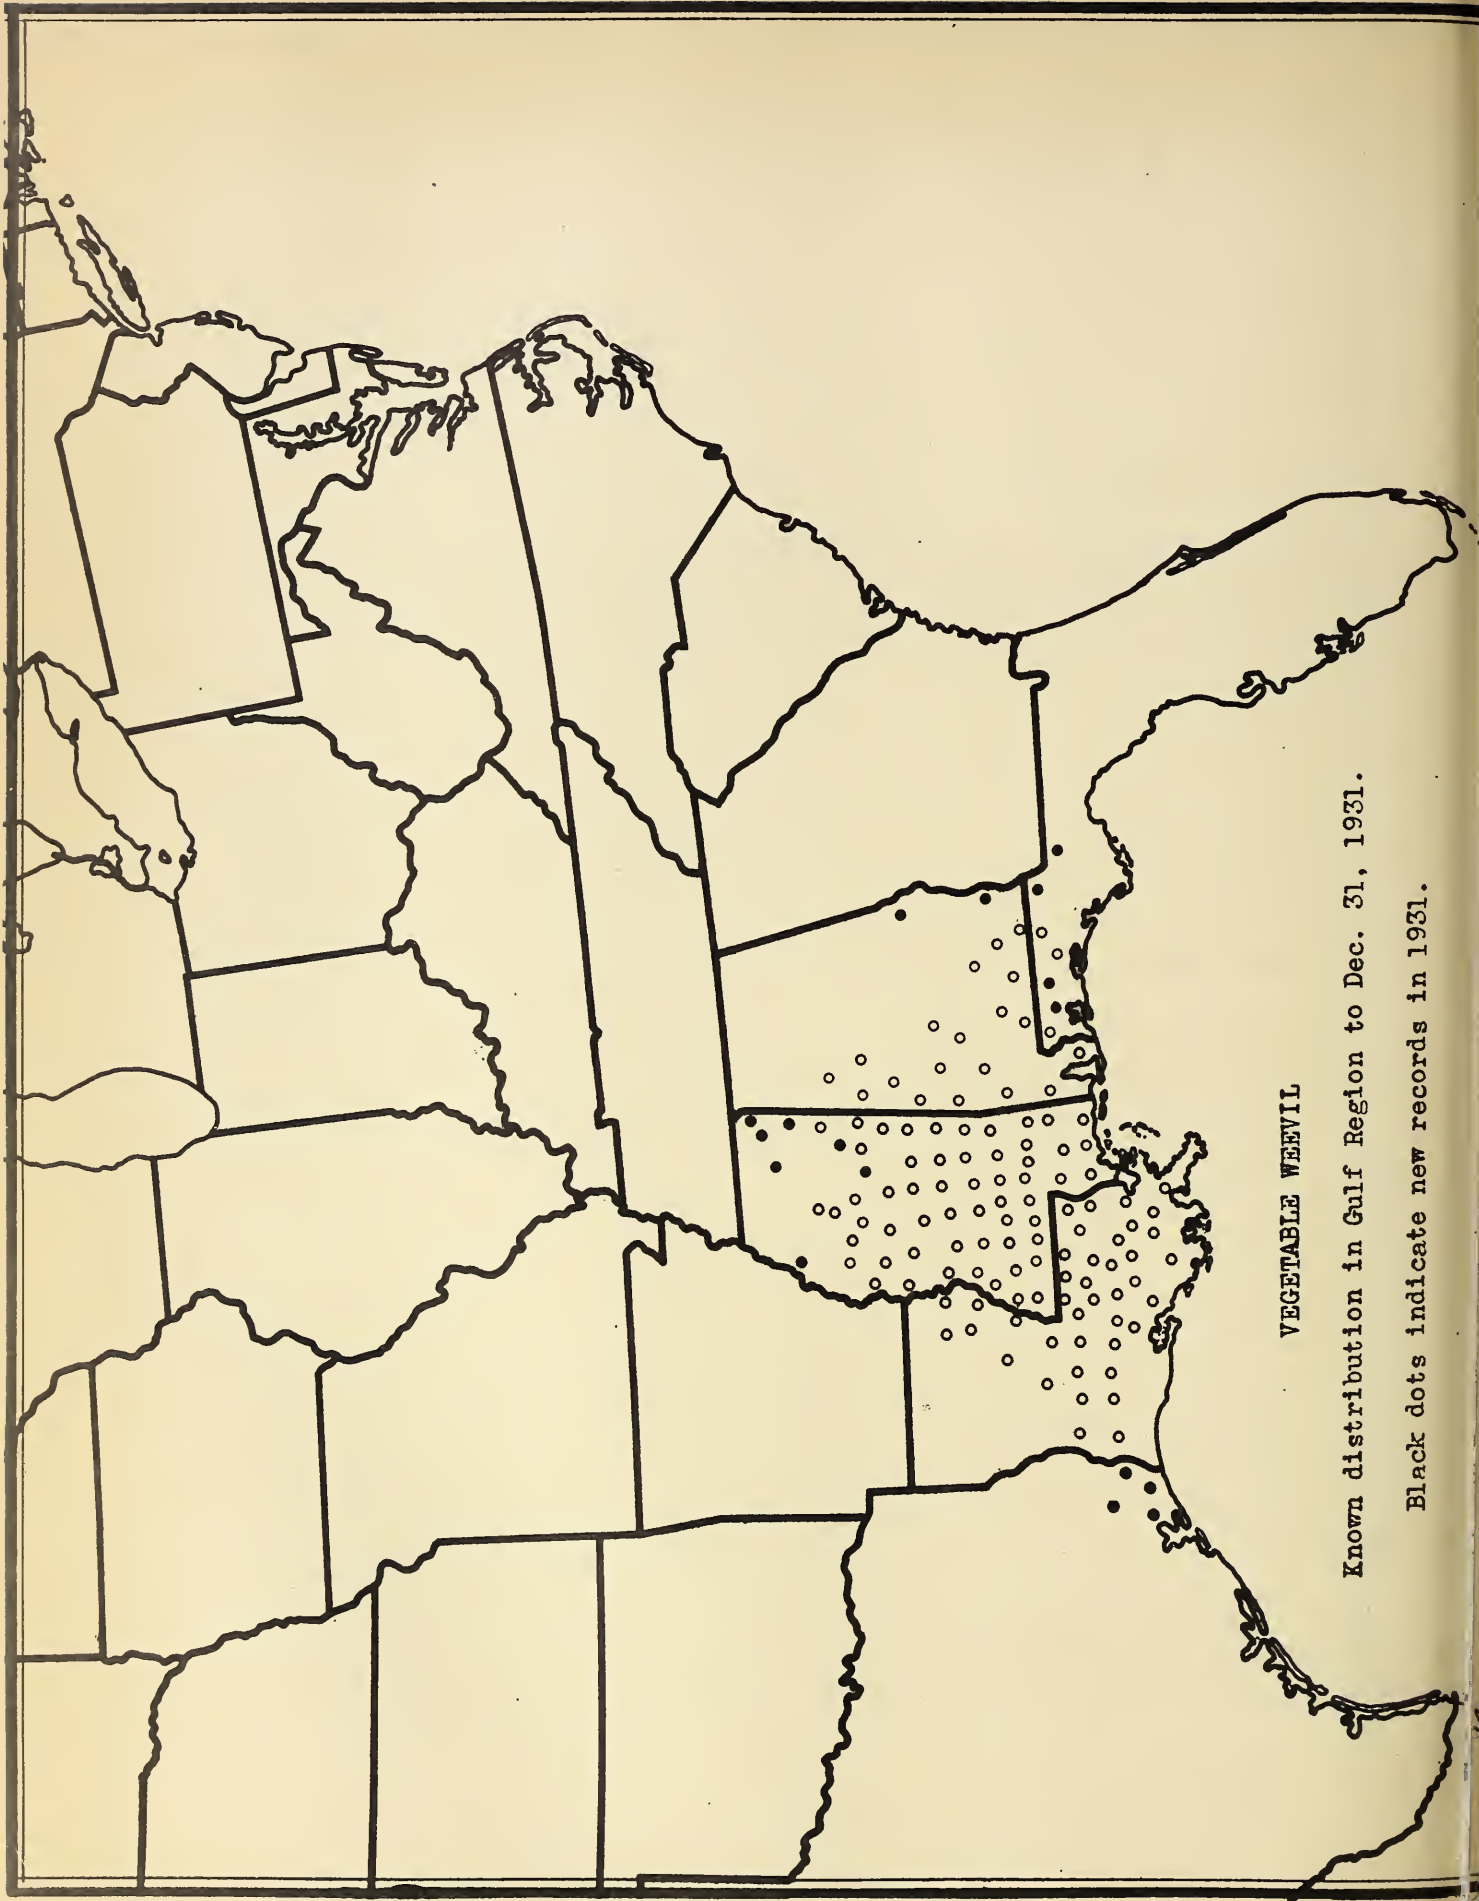 VEGETABLE WEEVIL
Known distribution in Gulf Region to Dec. 31, 1931.
Black dots indicate new records in 1931.